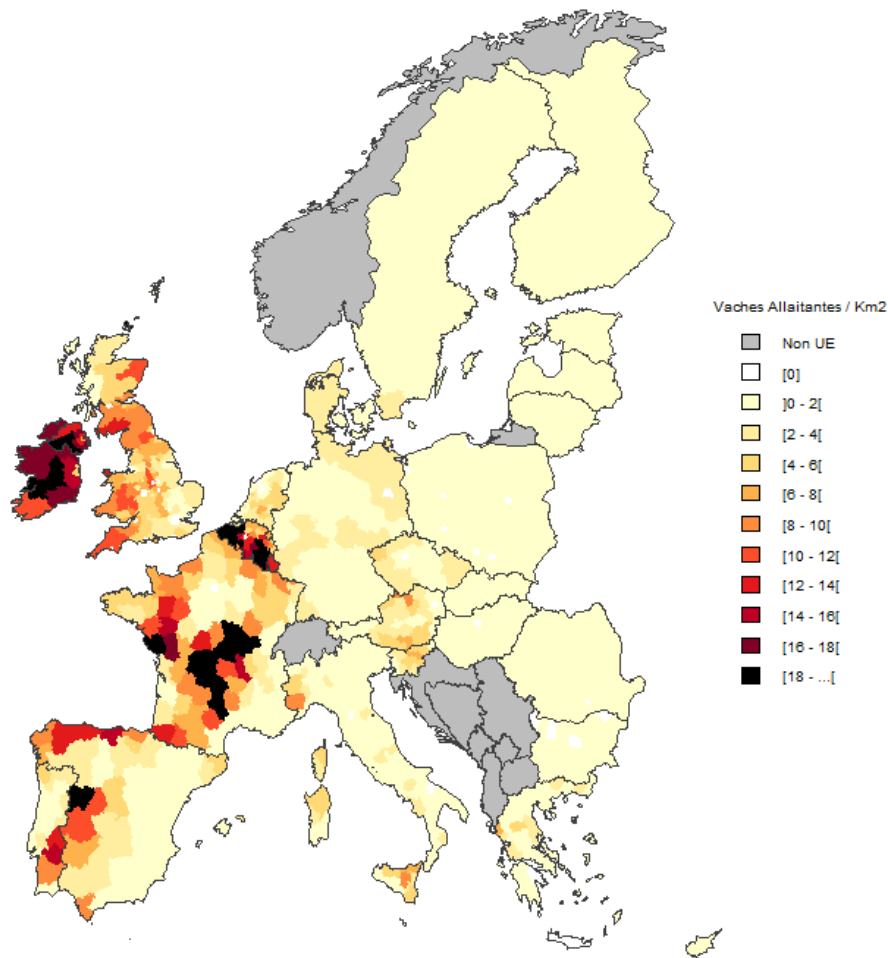 Vaches Allaitantes / Km2
Non UE
[0]
]0 - 2[
[2 - 4[
[4 - 6[
[6 - 8[
[8 - 10[
[10 - 12[
[12 - 14[
[14 - 16[
[16 - 18[
[18 - ...[